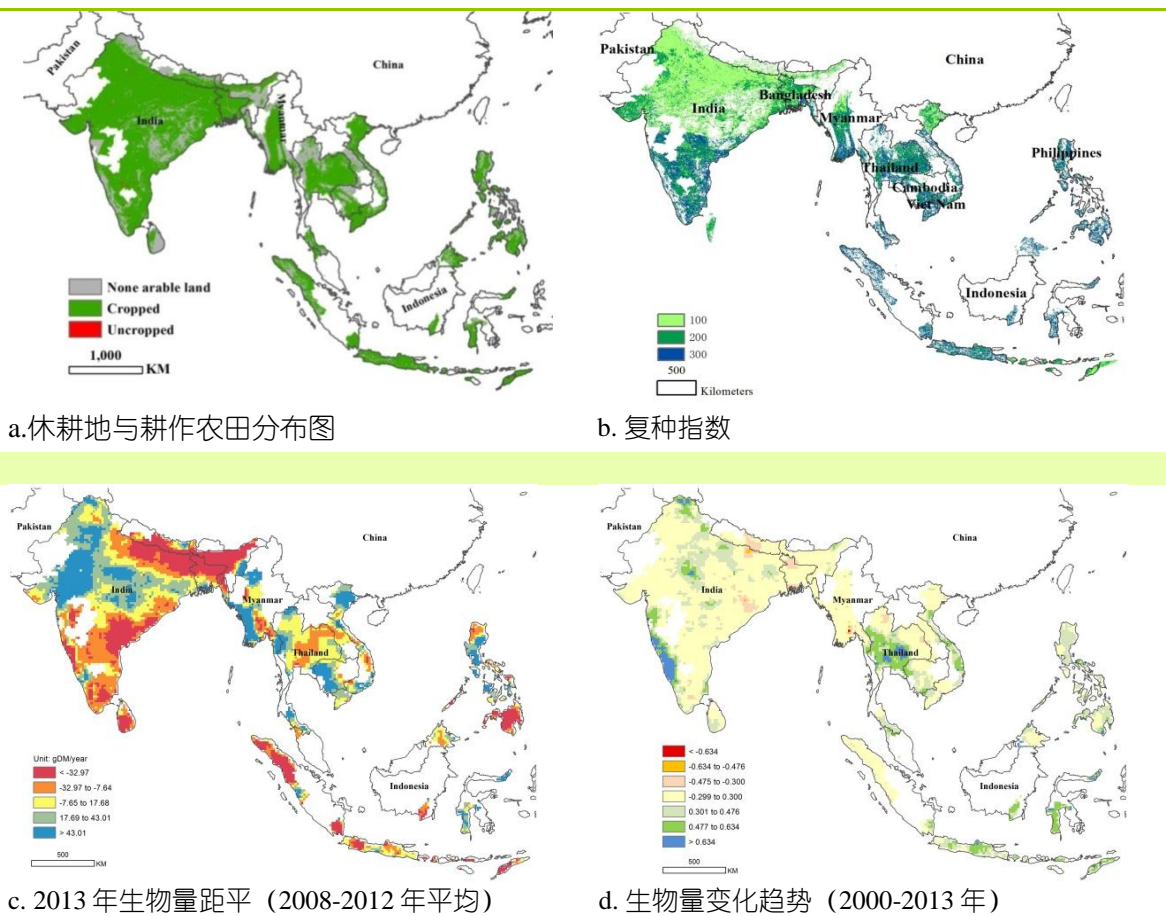 Pakistan
China
India
Myanmar
Indonesia
None arable land
Cropped
Uncropped
1,000
KM
a.休耕地与耕作农田分布图
Pakistan
China
Bangladesh
India
Myanmar
Philippines
Thailand
Cambodia
Viet Nam
Indonesia
100
200
300
500
Kilometers
b. 复种指数
Pakistan
China
India
Myanmar
Thailand
Indonesia
Unit: gDM/year
< -32.97
-32.97 to -7.64
-7.65 to 17.68
17.69 to 43.01
> 43.01
500
KM
c. 2013 年生物量距平（2008-2012 年平均）
Pakistan
China
India
Myanmar
Thailand
Indonesia
< -0.634
-0.634 to -0.476
-0.475 to -0.300
-0.299 to 0.300
0.301 to 0.476
0.477 to 0.634
> 0.634
500
KM
d. 生物量变化趋势（2000-2013 年）